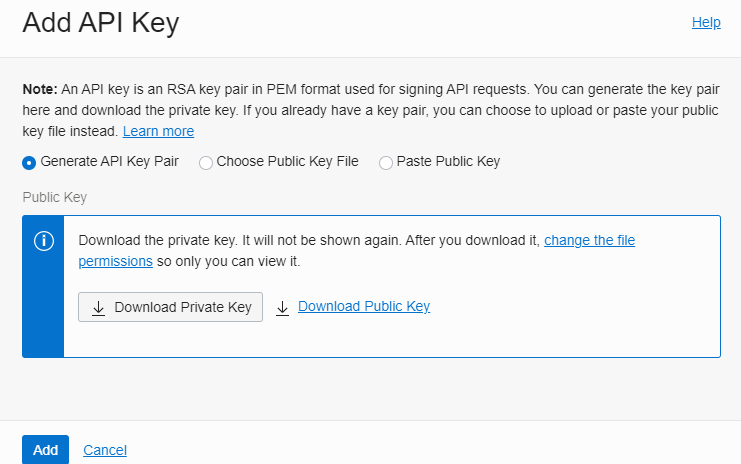 Add API Key
Help
Note: An API key is an RSA key pair in PEM format used for signing API requests. You can generate the key pair
here and download the private key. If you already have a key pair, you can choose to upload or paste your public
key file instead. Learn more
Generate API Key Pair Choose Public Key File Paste Public Key
Public Key
Download the private key. It will not be shown again. After you download it, change the file
permissions so only you can view it.
Download Private Key Download Public Key
Add Cancel